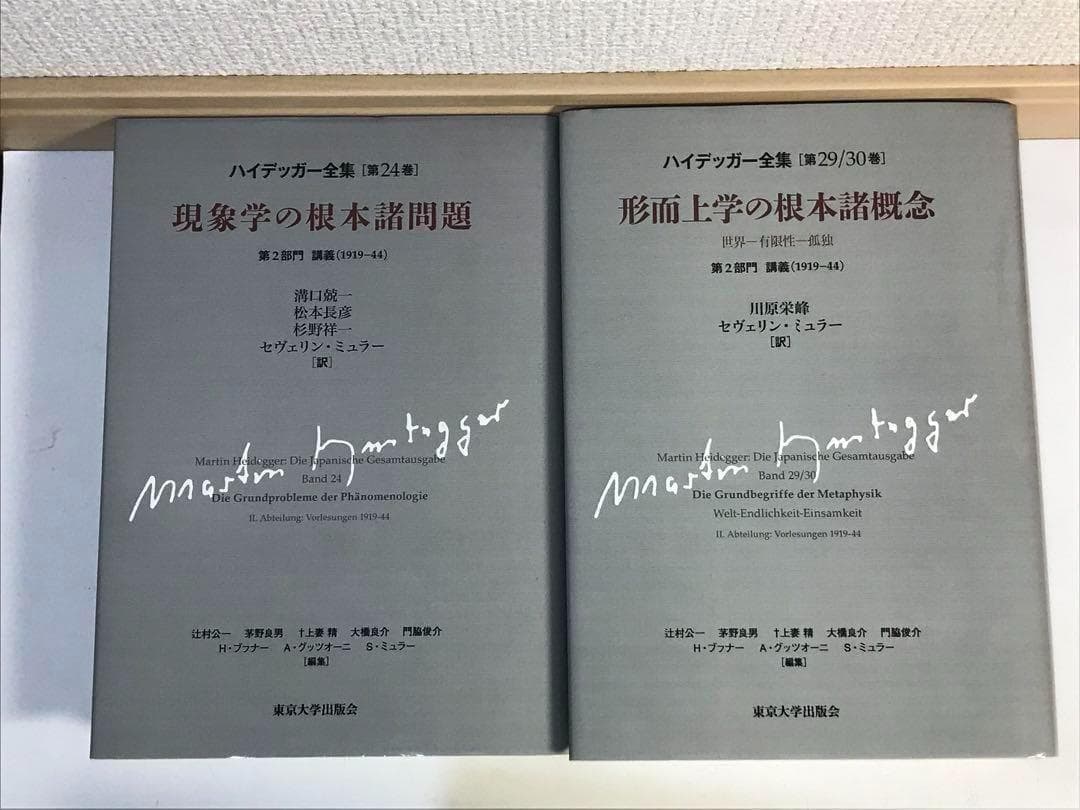 ハイデッガー全集[第24巻]
現象学の根本諸問題
第2部門 講義(1919−44)
溝口兢一
松本長彦
杉野祥一
セヴェリン・ミュラー
[訳]
Martin Heidegger
Martin Heidegger: Die Japanische Gesamtausgabe
Band 24
Die Grundprobleme der Phänomenologie
II. Abteilung: Vorlesungen 1919-44
辻村公一 茅野良男 †上妻 精 大橋良介 門脇俊介
H・ブフナー A・グッツオーニ S・ミュラー
[編集]
東京大学出版会
ハイデッガー全集[第29/30巻]
形而上学の根本諸概念
世界―有限性―孤独
第2部門 講義(1919−44)
川原栄峰
セヴェリン・ミュラー
[訳]
Martin Heidegger
Martin Heidegger: Die Japanische Gesamtausgabe
Band 29/30
Die Grundbegriffe der Metaphysik
Welt-Endlichkeit-Einsamkeit
II. Abteilung: Vorlesungen 1919-44
辻村公一 茅野良男 †上妻 精 大橋良介 門脇俊介
H・ブフナー A・グッツオーニ S・ミュラー
[編集]
東京大学出版会